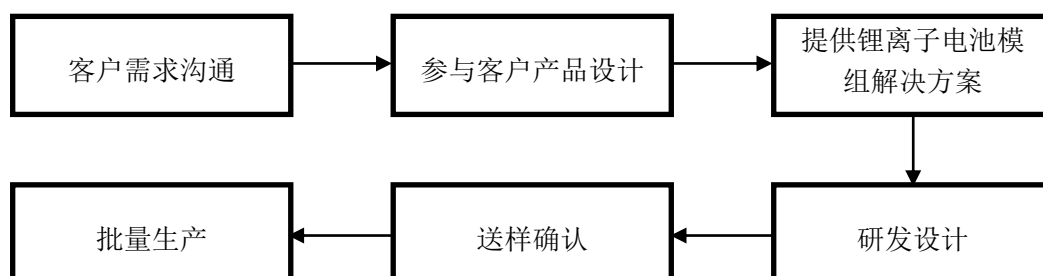 客户需求沟通
参与客户产品设计
提供锂离子电池模
组解决方案
研发设计
送样确认
批量生产